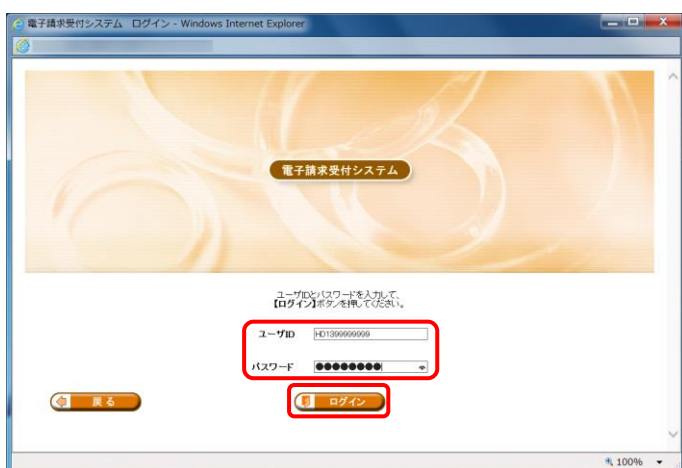 電子請求受付システム ログイン - Windows Internet Explorer
電子請求受付システム
ユーザIDとパスワードを入力して、
【ログイン】ボタンを押してください。
ユーザID HD1399999999
パスワード ●●●●●●●●
戻る
ログイン
100%